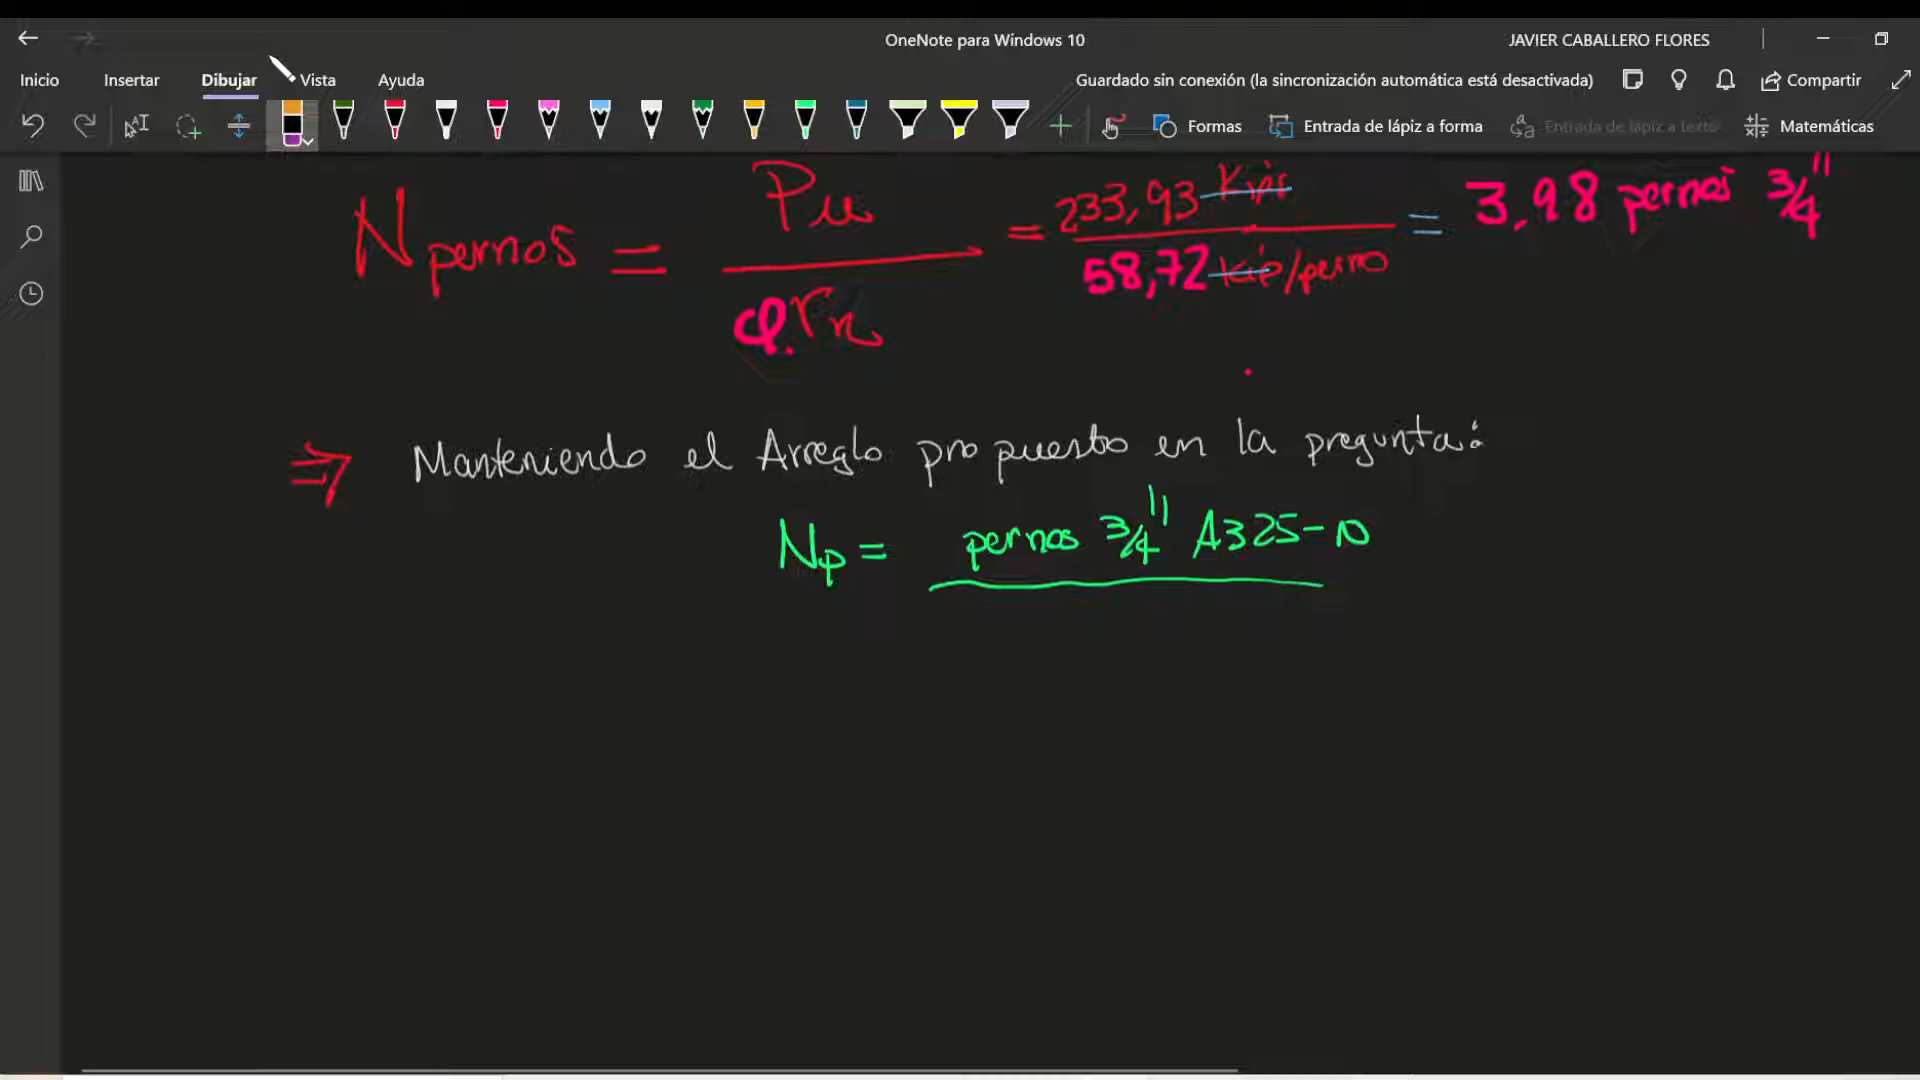 OneNote para Windows 10
JAVIER CABALLERO FLORES
Inicio Insertar Dibujar Vista Ayuda
Guardado sin conexión (la sincronización automática está desactivada)
Compartir
Formas
Entrada de lápiz a forma
Entrada de lápiz a texto
Matemáticas
N pernos = Pu / φ.rn = 233,93 Kips / 58,72 kip/perno = 3,98 pernos 3/4"
⇒ Manteniendo el Arreglo propuesto en la pregunta:
Np = pernos 3/4" A325-N